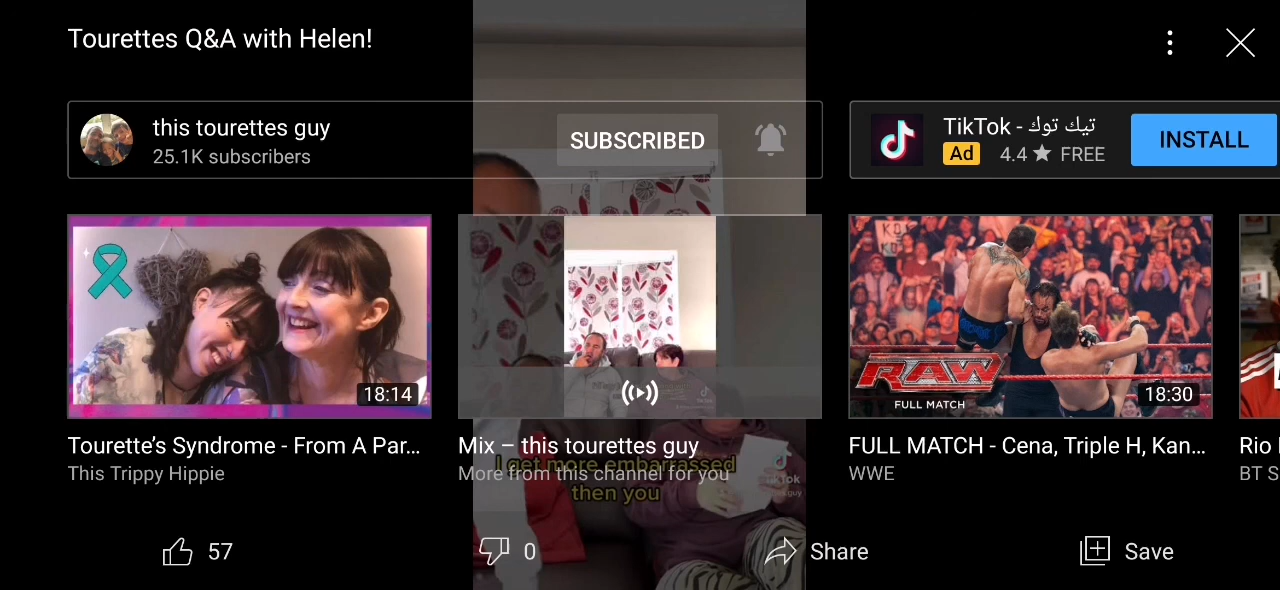 Tourettes Q&A with Helen!
this tourettes guy
25.1K subscribers
SUBSCRIBED
TikTok - تيك توك
Ad 4.4 ★ FREE
INSTALL
18:14
RAW
FULL MATCH
18:30
Tourette’s Syndrome - From A Par...
This Trippy Hippie
Mix – this tourettes guy
More from this channel for you
FULL MATCH - Cena, Triple H, Kan...
WWE
Rio
BT S
I get more embarrassed
then you
57
0
Share
Save